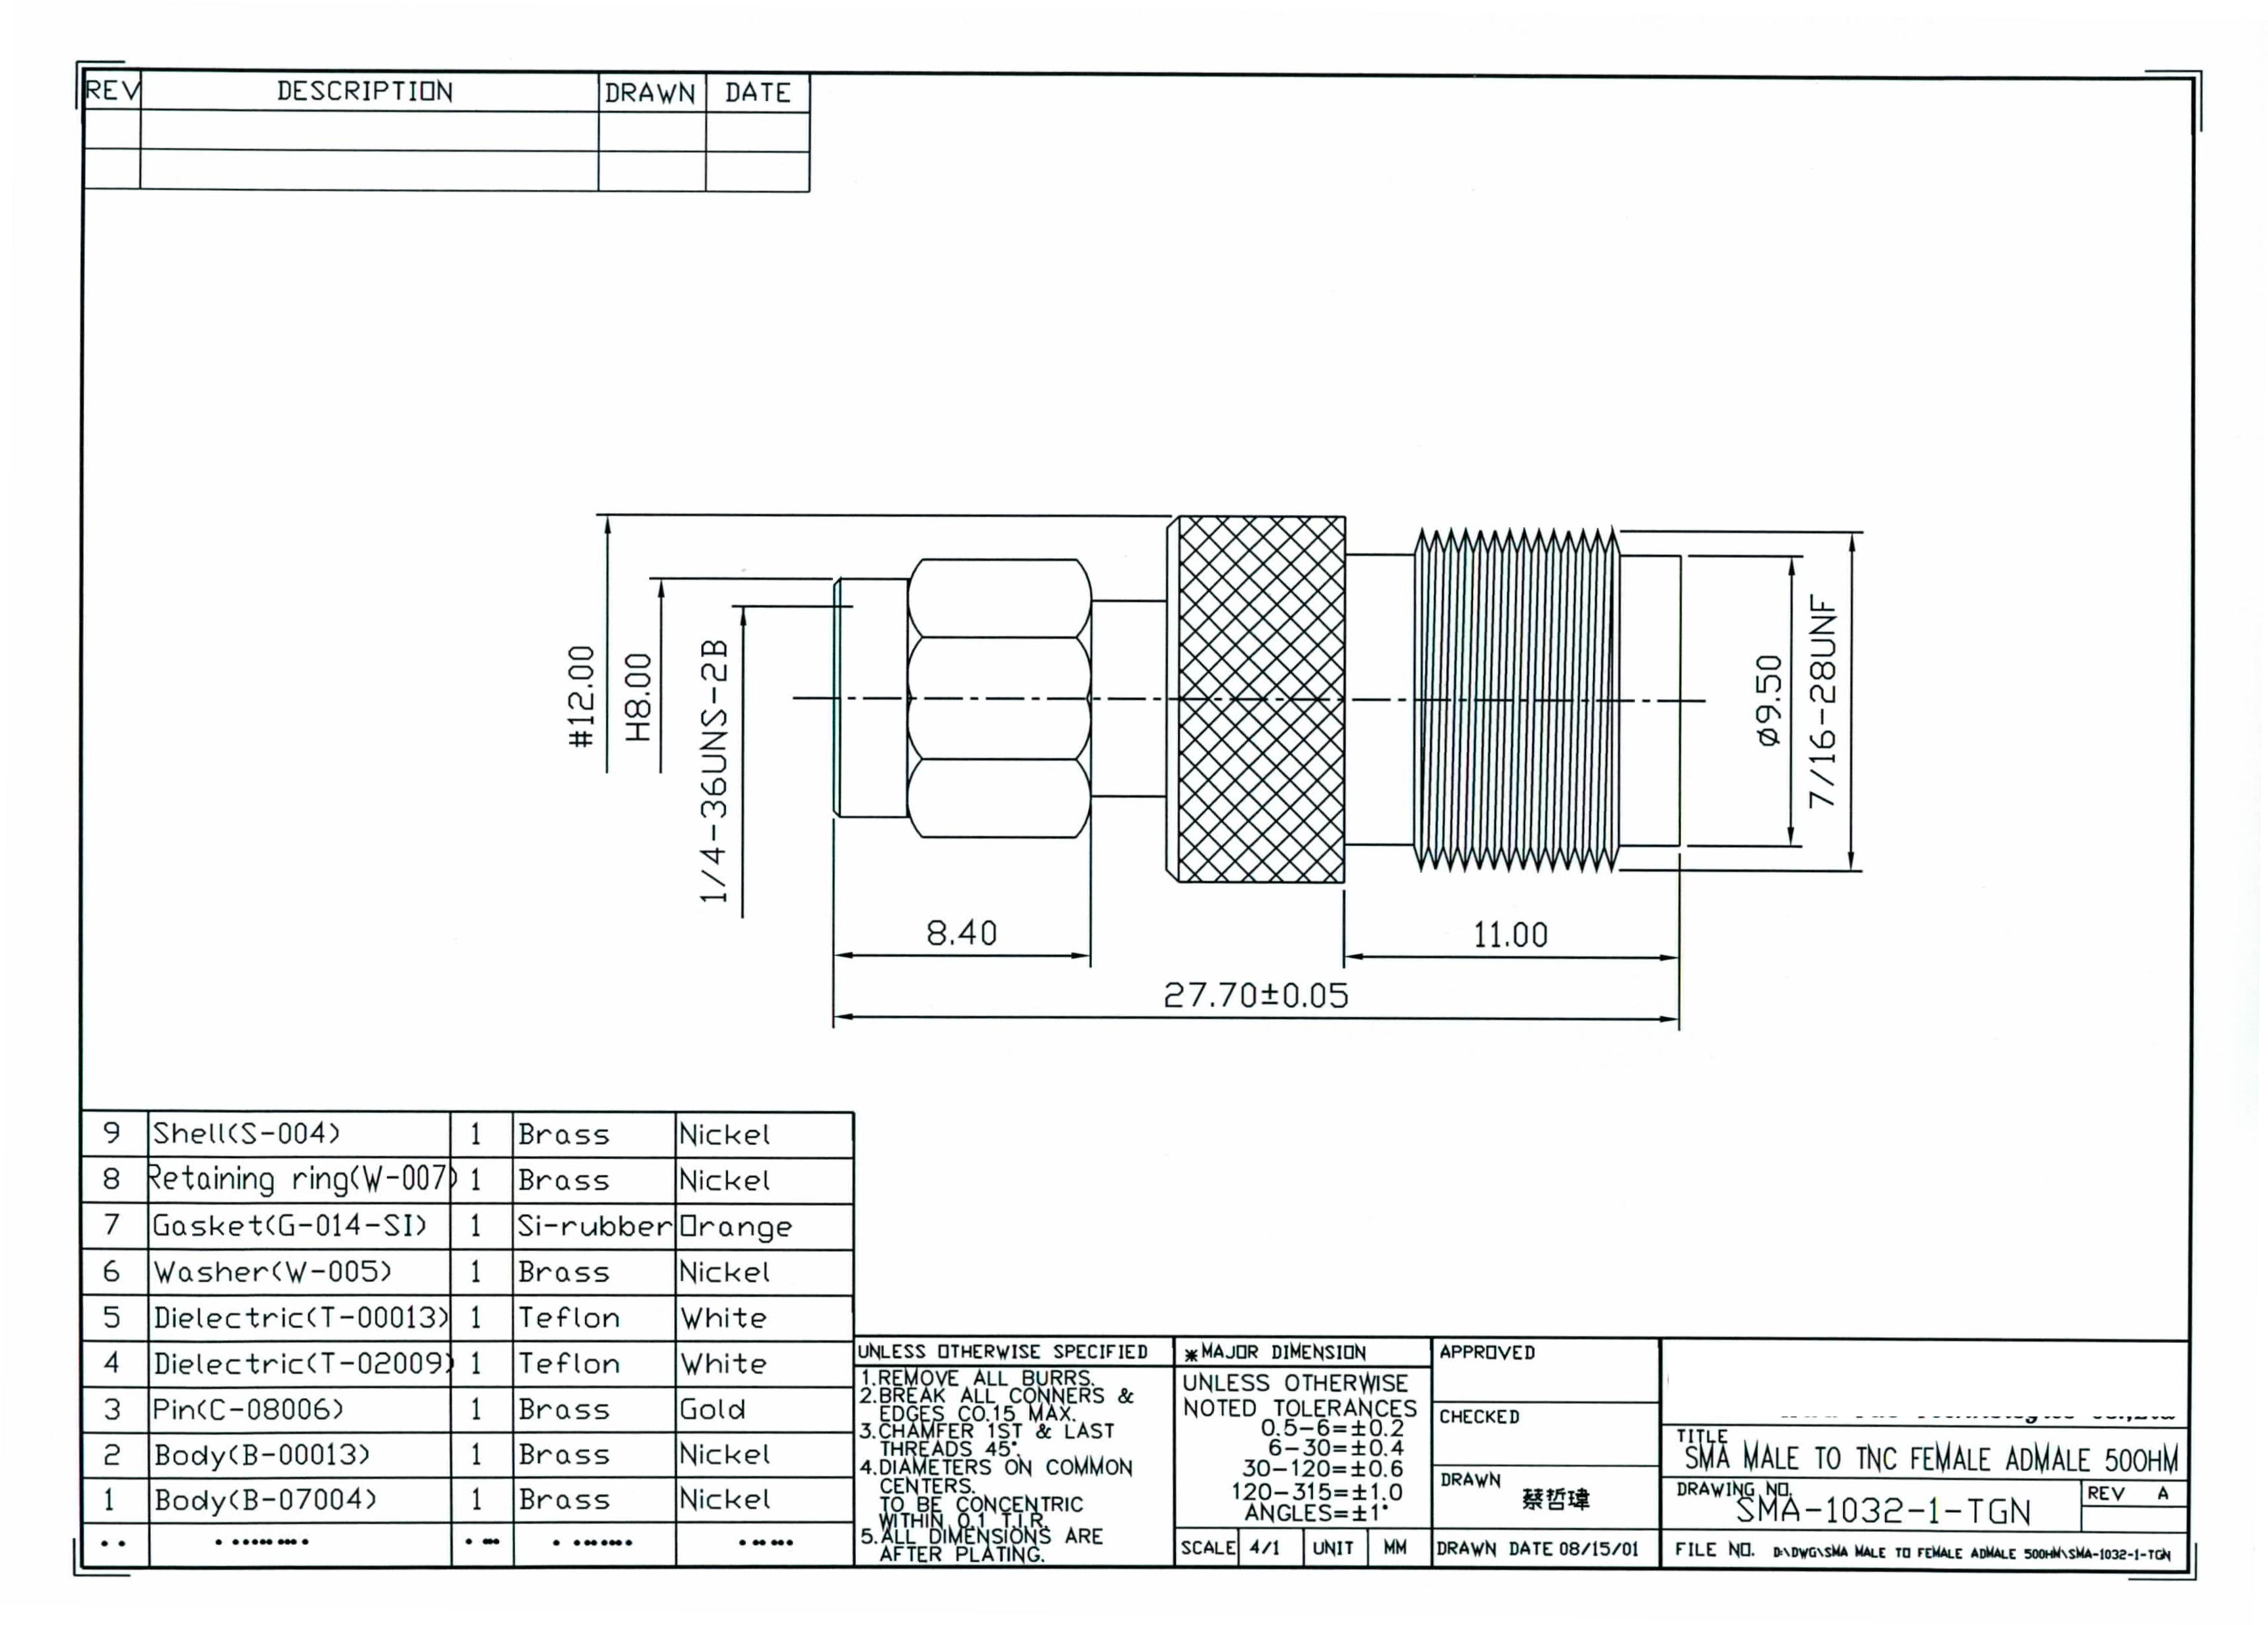 REV DESCRIPTION DRAWN DATE
#12.00
H8.00
1/4-36UNS-2B
ø9.50
7/16-28UNF
8.40
11.00
27.70±0.05
9 Shell(S-004) 1 Brass Nickel
8 Retaining ring(W-007) 1 Brass Nickel
7 Gasket(G-014-SI) 1 Si-rubber Orange
6 Washer(W-005) 1 Brass Nickel
5 Dielectric(T-00013) 1 Teflon White
4 Dielectric(T-02009) 1 Teflon White
3 Pin(C-08006) 1 Brass Gold
2 Body(B-00013) 1 Brass Nickel
1 Body(B-07004) 1 Brass Nickel
UNLESS OTHERWISE SPECIFIED
1.REMOVE ALL BURRS.
2.BREAK ALL CONNERS &
EDGES CO.15 MAX.
3.CHAMFER 1ST & LAST
THREADS 45°.
4.DIAMETERS ON COMMON
CENTERS.
TO BE CONCENTRIC
WITHIN 0.1 T.I.R.
5.ALL DIMENSIONS ARE
AFTER PLATING.
*MAJOR DIMENSION
UNLESS OTHERWISE
NOTED TOLERANCES
0.5-6=±0.2
6-30=±0.4
30-120=±0.6
120-315=±1.0
ANGLES=±1°
SCALE 4/1 UNIT MM
APPROVED
CHECKED
DRAWN 蔡哲瑋
DRAWN DATE 08/15/01
TITLE
SMA MALE TO TNC FEMALE ADMALE 500HM
DRAWING NO.
SMA-1032-1-TGN
REV A
FILE NO. D:\DWG\SMA MALE TO FEMALE ADMALE 500HM\SMA-1032-1-TGN